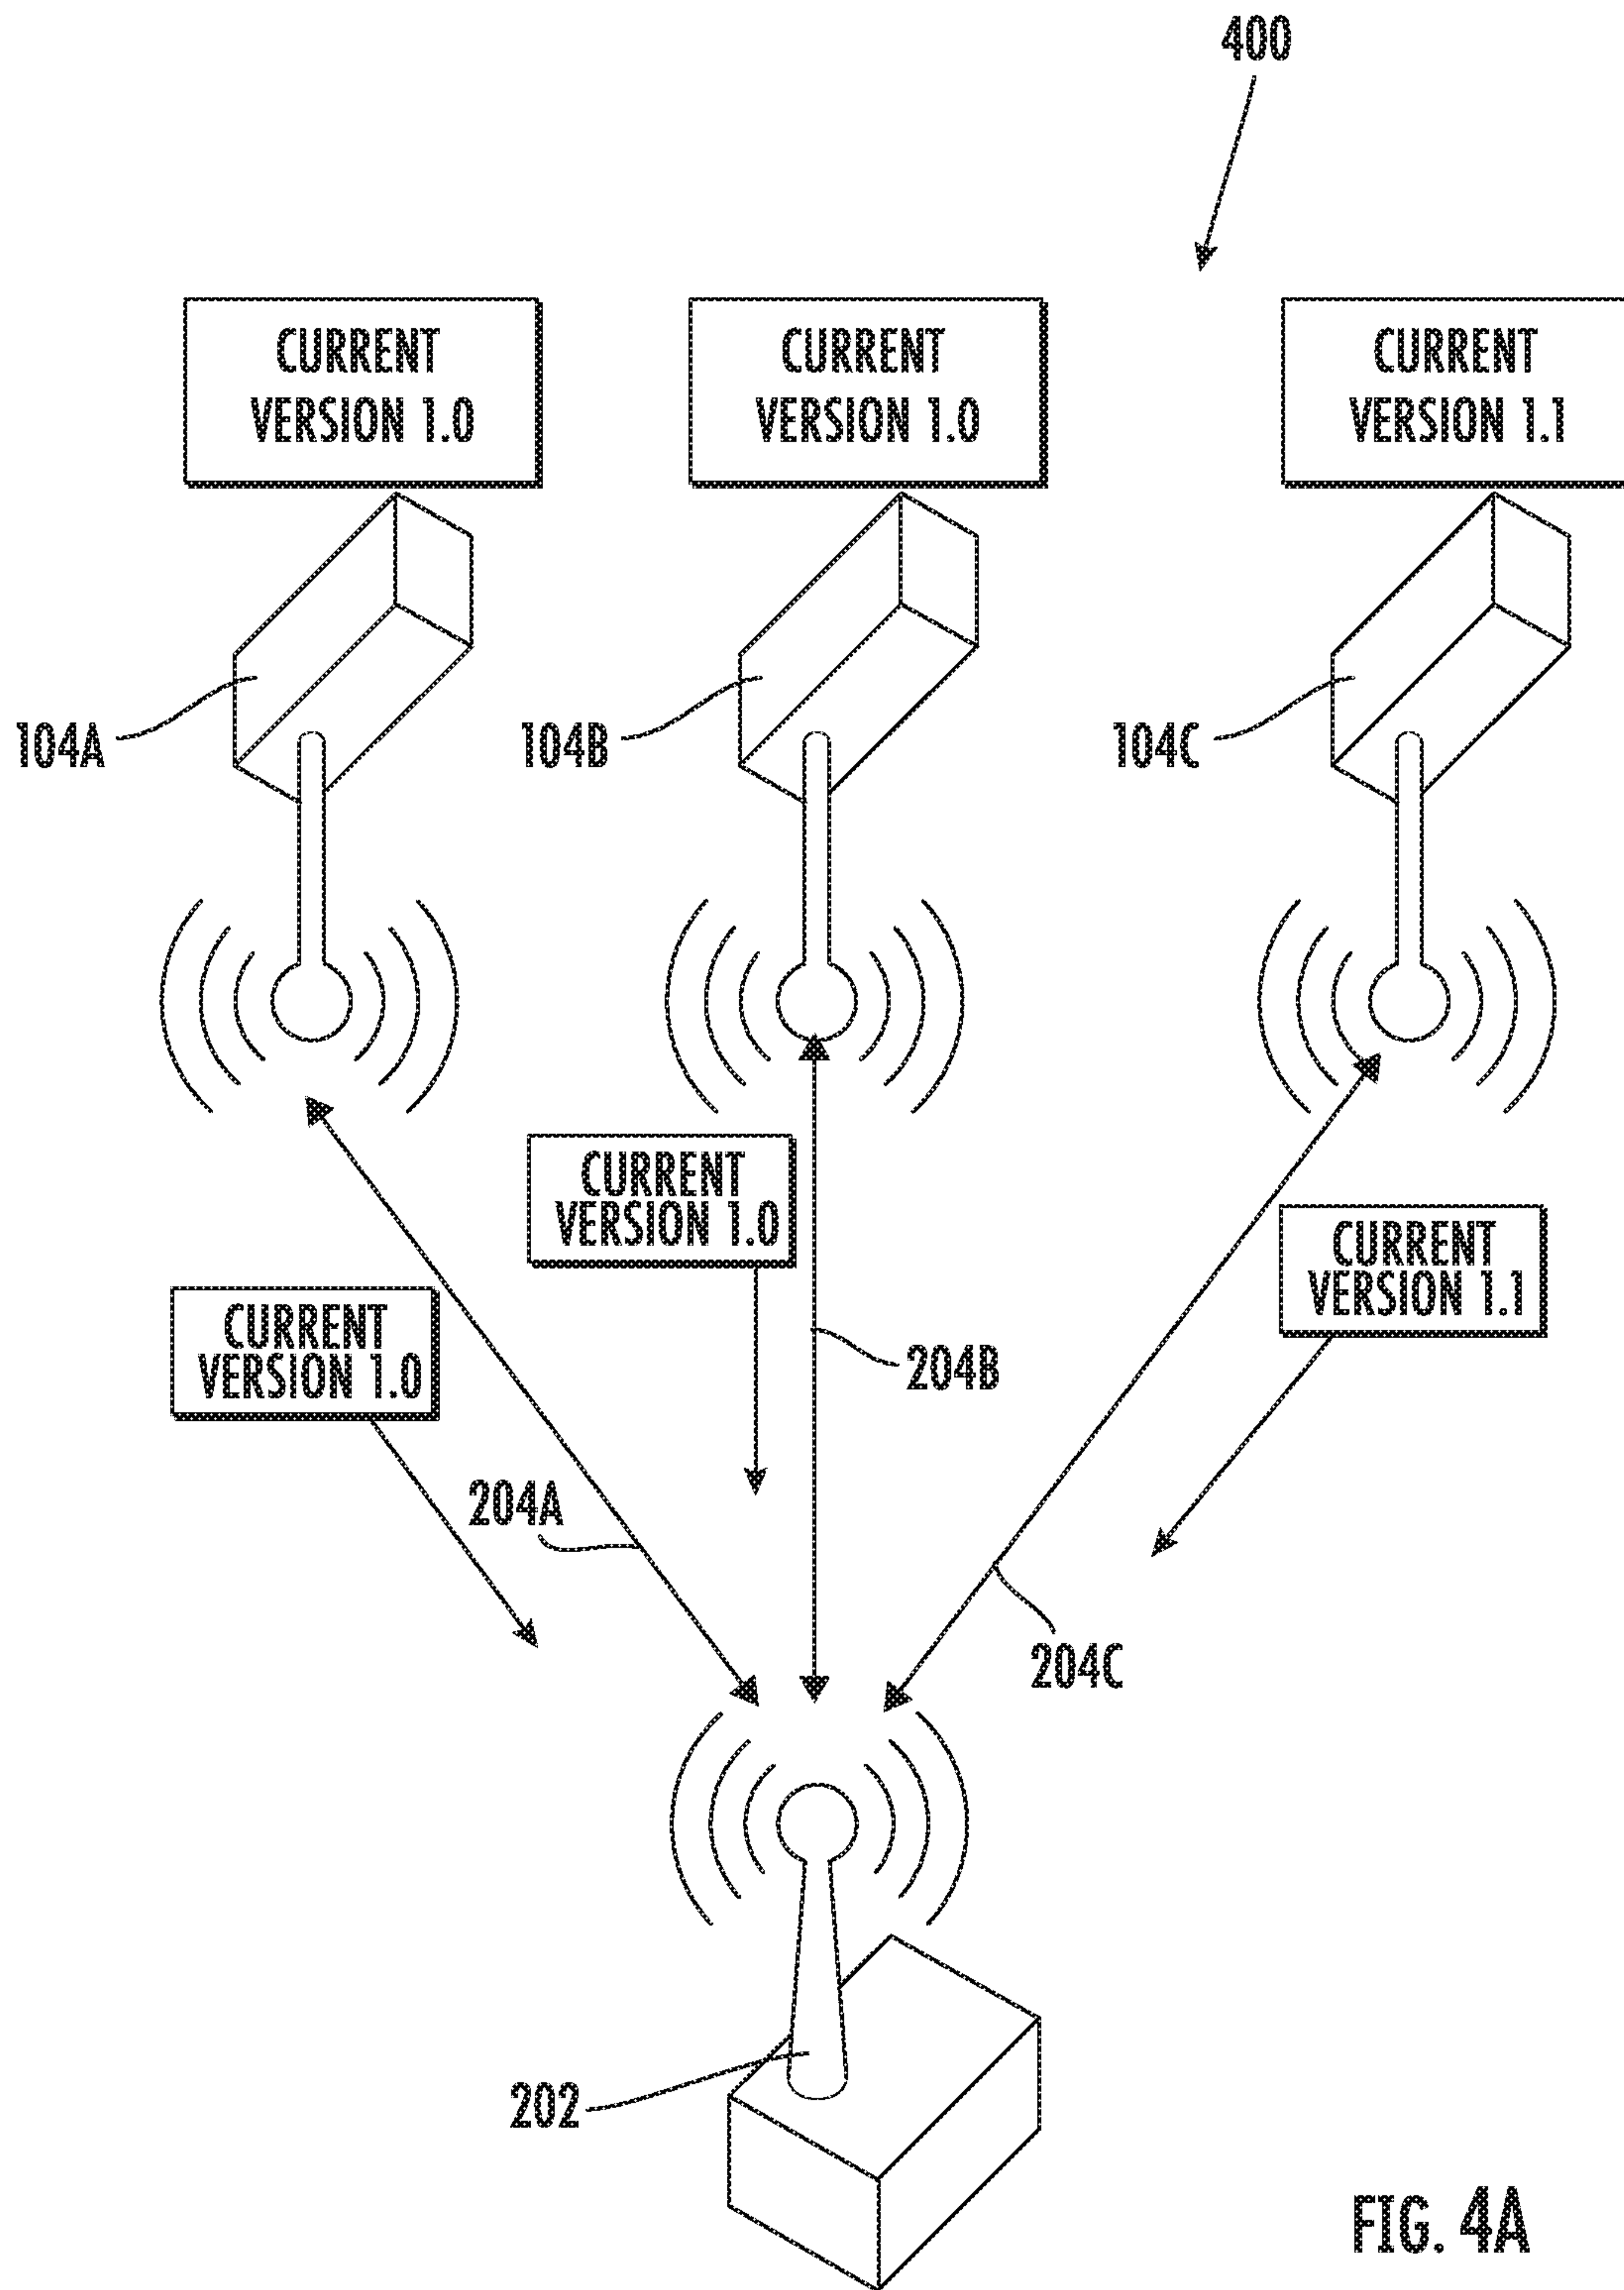 400
CURRENT
VERSION 1.0
CURRENT
VERSION 1.0
CURRENT
VERSION 1.1
104A
104B
104C
CURRENT
VERSION 1.0
CURRENT
VERSION 1.1
CURRENT
VERSION 1.0
204B
204A
204C
202
FIG. 4A